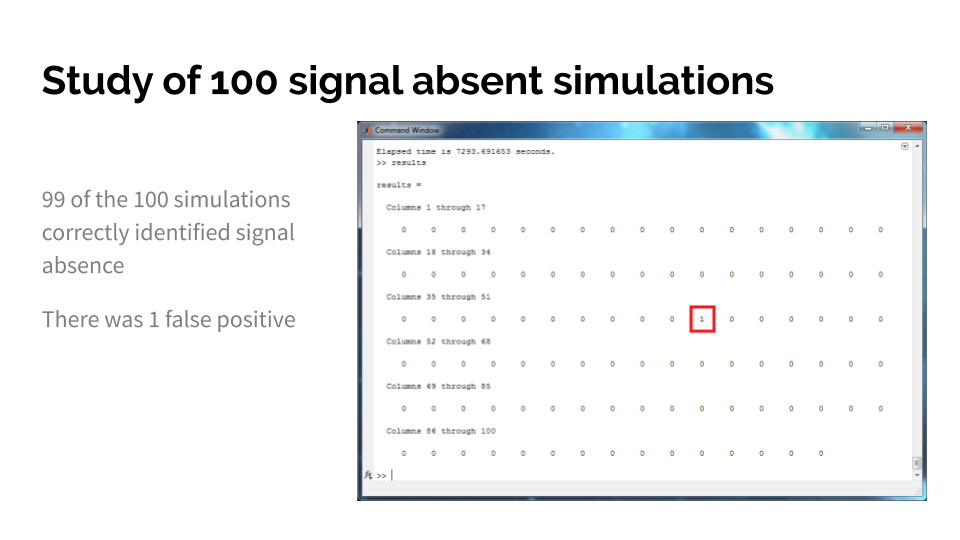 Study of 100 signal absent simulations
99 of the 100 simulations
correctly identified signal
absence
There was 1 false positive
Command Window
Elapsed time is 7293.691653 seconds.
>> results
results =
Columns 1 through 17
0 0 0 0 0 0 0 0 0 0 0 0 0 0 0 0 0
Columns 18 through 34
0 0 0 0 0 0 0 0 0 0 0 0 0 0 0 0 0
Columns 35 through 51
0 0 0 0 0 0 0 0 0 0 1 0 0 0 0 0 0
Columns 52 through 68
0 0 0 0 0 0 0 0 0 0 0 0 0 0 0 0 0
Columns 69 through 85
0 0 0 0 0 0 0 0 0 0 0 0 0 0 0 0 0
Columns 86 through 100
0 0 0 0 0 0 0 0 0 0 0 0 0 0 0
fx >>